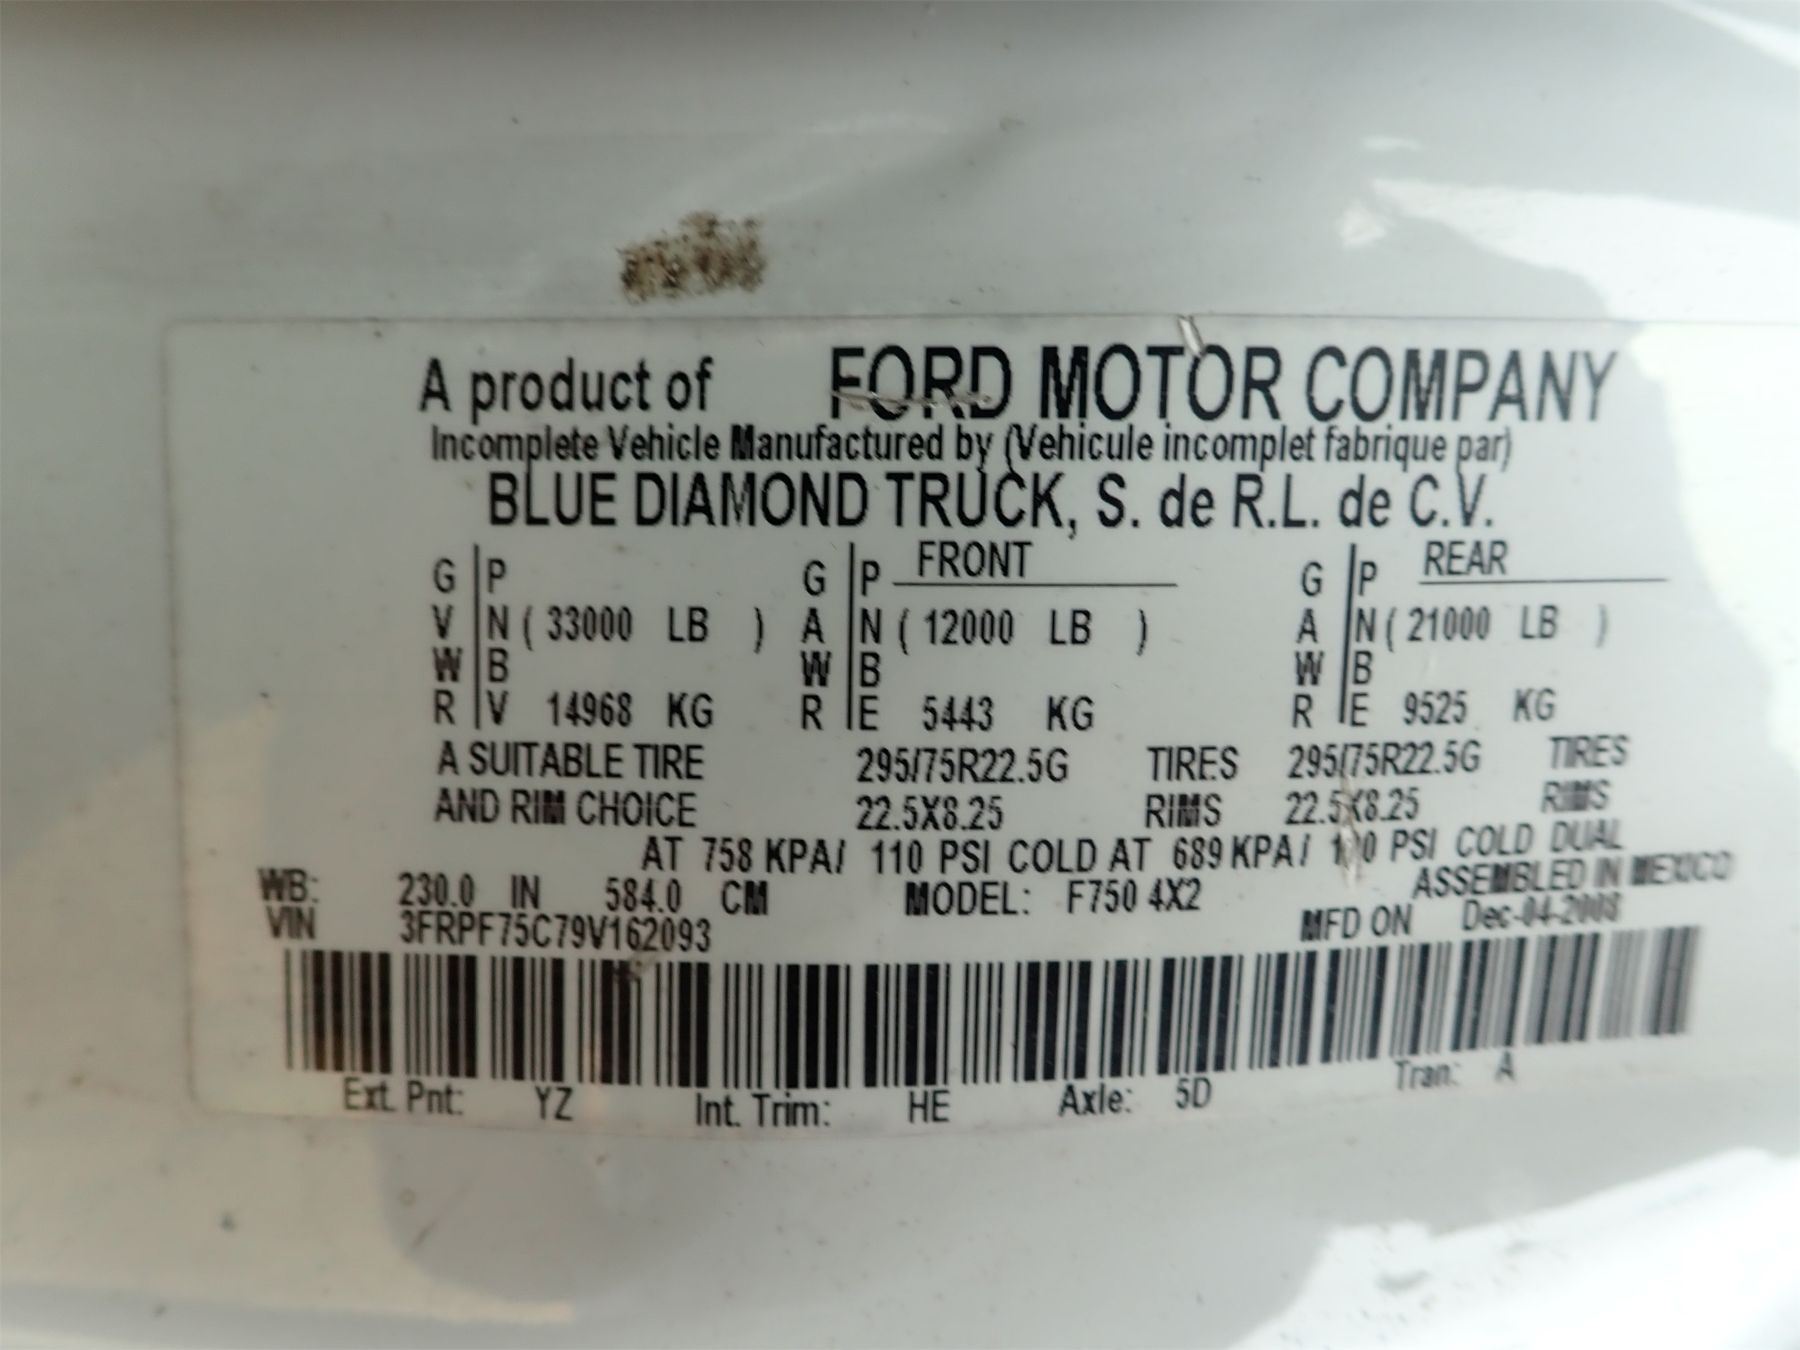 A product of FORD MOTOR COMPANY
Incomplete Vehicle Manufactured by (Vehicule incomplet fabrique par)
BLUE DIAMOND TRUCK, S. de R.L. de C.V.
G P G P FRONT G P REAR
V N ( 33000 LB ) A N ( 12000 LB ) A N ( 21000 LB )
W B W B W B
R V 14968 KG R E 5443 KG R E 9525 KG
A SUITABLE TIRE 295/75R22.5G TIRES 295/75R22.5G TIRES
AND RIM CHOICE 22.5X8.25 RIMS 22.5X8.25 RIMS
AT 758 KPA/ 110 PSI COLD AT 689 KPA/ 100 PSI COLD DUAL
WB: 230.0 IN 584.0 CM MODEL: F750 4X2 ASSEMBLED IN MEXICO
VIN 3FRPF75C79V162093 MFD ON Dec-04-2008
Ext. Pnt: YZ Int. Trim: HE Axle: 5D Tran: A